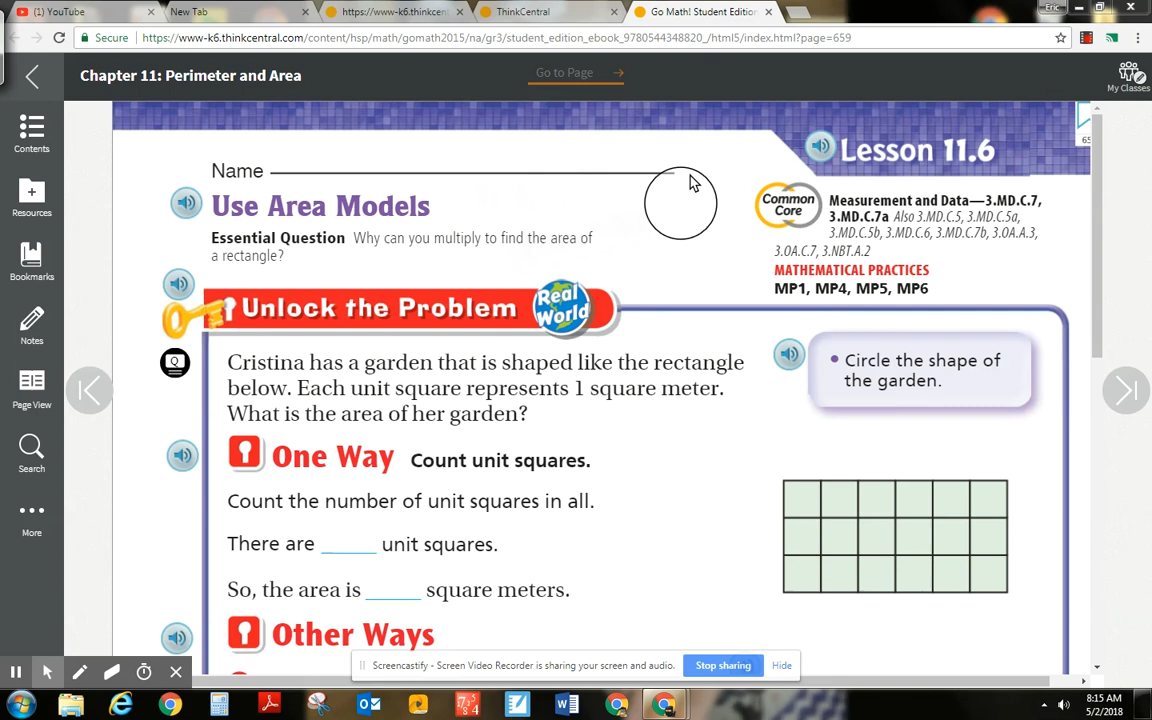 (1) YouTube
New Tab
https://www-k6.thinkcent
ThinkCentral
Go Math! Student Edition
Eric
Secure
https://www-k6.thinkcentral.com/content/hsp/math/gomath2015/na/gr3/student_edition_ebook_9780544348820_/html5/index.html?page=659
Chapter 11: Perimeter and Area
Go to Page →
My Classes
Contents
Resources
Bookmarks
Notes
Page View
Search
More
65
Lesson 11.6
Name
Use Area Models
Essential Question Why can you multiply to find the area of
a rectangle?
Common
Core
Measurement and Data—3.MD.C.7,
3.MD.C.7a Also 3.MD.C.5, 3.MD.C.5a,
3.MD.C.5b, 3.MD.C.6, 3.MD.C.7b, 3.OA.A.3,
3.OA.C.7, 3.NBT.A.2
MATHEMATICAL PRACTICES
MP1, MP4, MP5, MP6
Unlock the Problem
Real
World
Q
Cristina has a garden that is shaped like the rectangle
below. Each unit square represents 1 square meter.
What is the area of her garden?
• Circle the shape of
the garden.
One Way Count unit squares.
Count the number of unit squares in all.
There are _____ unit squares.
So, the area is _____ square meters.
Other Ways
Screencastify - Screen Video Recorder is sharing your screen and audio.
Stop sharing
Hide
8:15 AM
5/2/2018